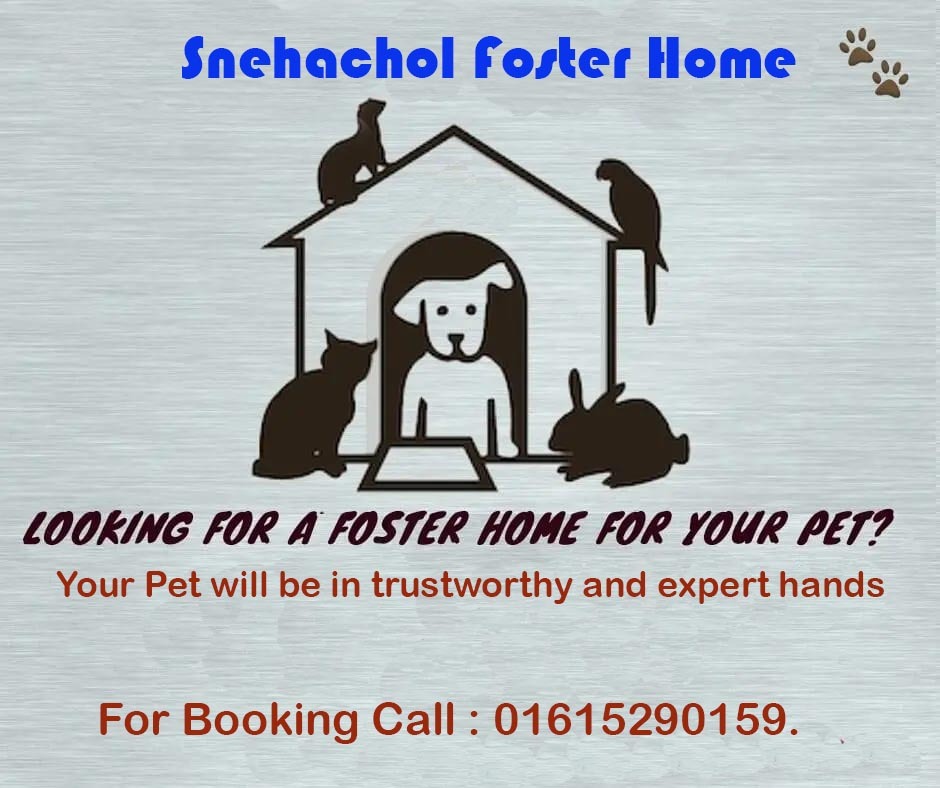 Snehachol Foster Home
LOOKING FOR A FOSTER HOME FOR YOUR PET?
Your Pet will be in trustworthy and expert hands
For Booking Call : 01615290159.